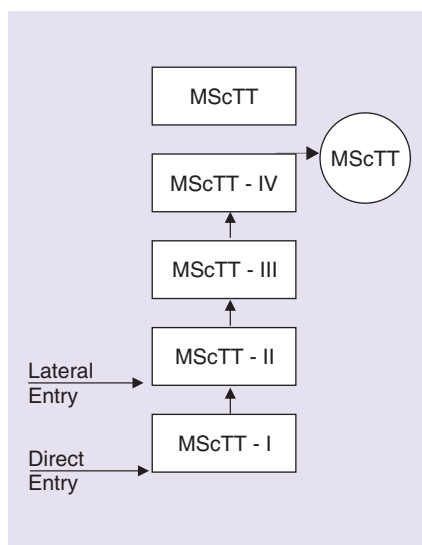 MScTT
MScTT
MScTT - IV
MScTT - III
MScTT - II
Lateral
Entry
MScTT - I
Direct
Entry